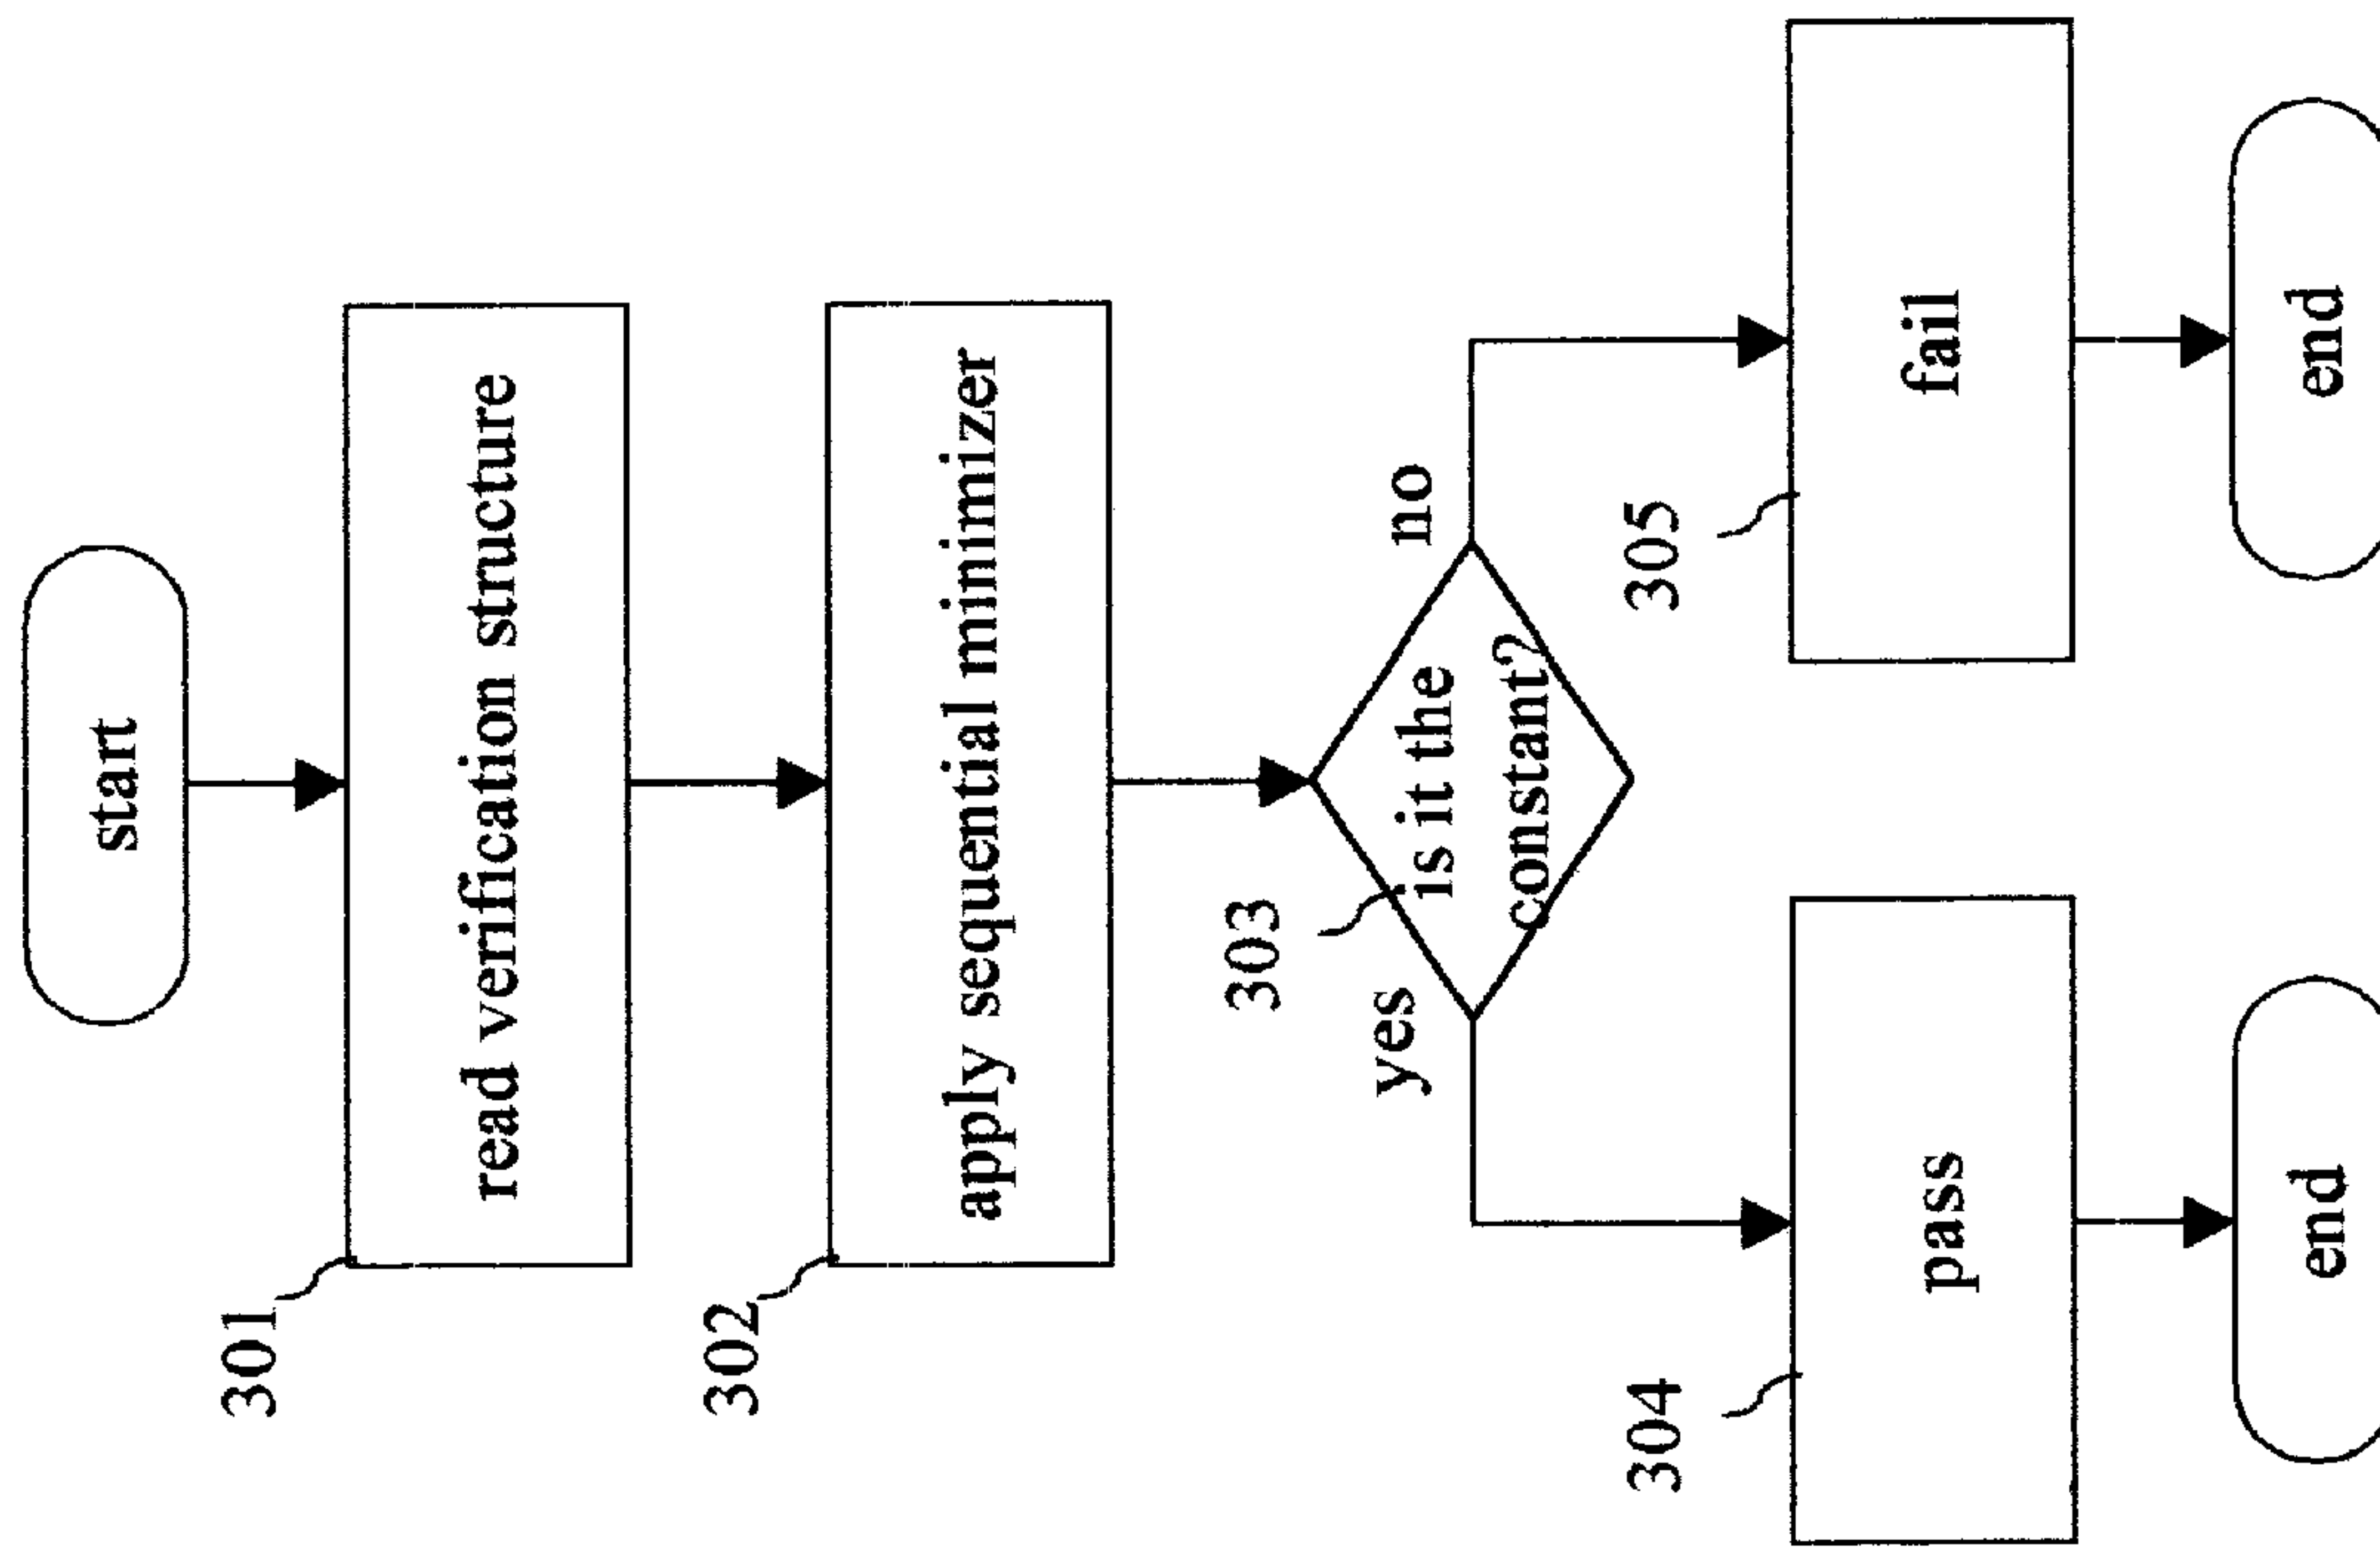 start
301
read verification structure
302
apply sequential minimizer
303
is it the
constant?
yes
no
304
pass
305
fail
end
end